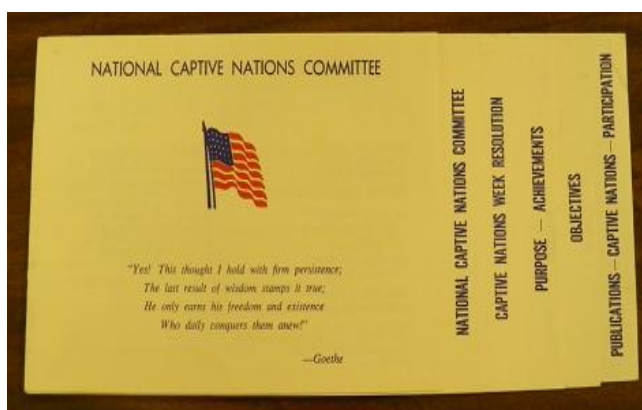 NATIONAL CAPTIVE NATIONS COMMITTEE
"Yes! This thought I hold with firm persistence;
The last result of wisdom stamps it true;
He only earns his freedom and existence
Who daily conquers them anew!"
—Goethe
NATIONAL CAPTIVE NATIONS COMMITTEE
CAPTIVE NATIONS WEEK RESOLUTION
PURPOSE — ACHIEVEMENTS
OBJECTIVES
PUBLICATIONS — CAPTIVE NATIONS — PARTICIPATION